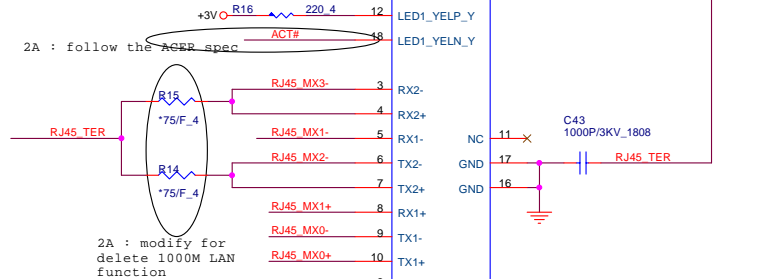 +3V R16 220_4 12 LED1_YELP_Y
2A : follow the ACER spec ACT# 18 LED1_YELN_Y
RJ45_MX3- 3 RX2-
R15
*75/F_4 4 RX2+
RJ45_TER RJ45_MX1- 5 RX1- NC 11
C43
1000P/3KV_1808
RJ45_MX2- 6 TX2- GND 17 RJ45_TER
R14
*75/F_4 7 TX2+ GND 16
RJ45_MX1+ 8 RX1+
RJ45_MX0- 9 TX1-
RJ45_MX0+ 10 TX1+
2A : modify for
delete 1000M LAN
function